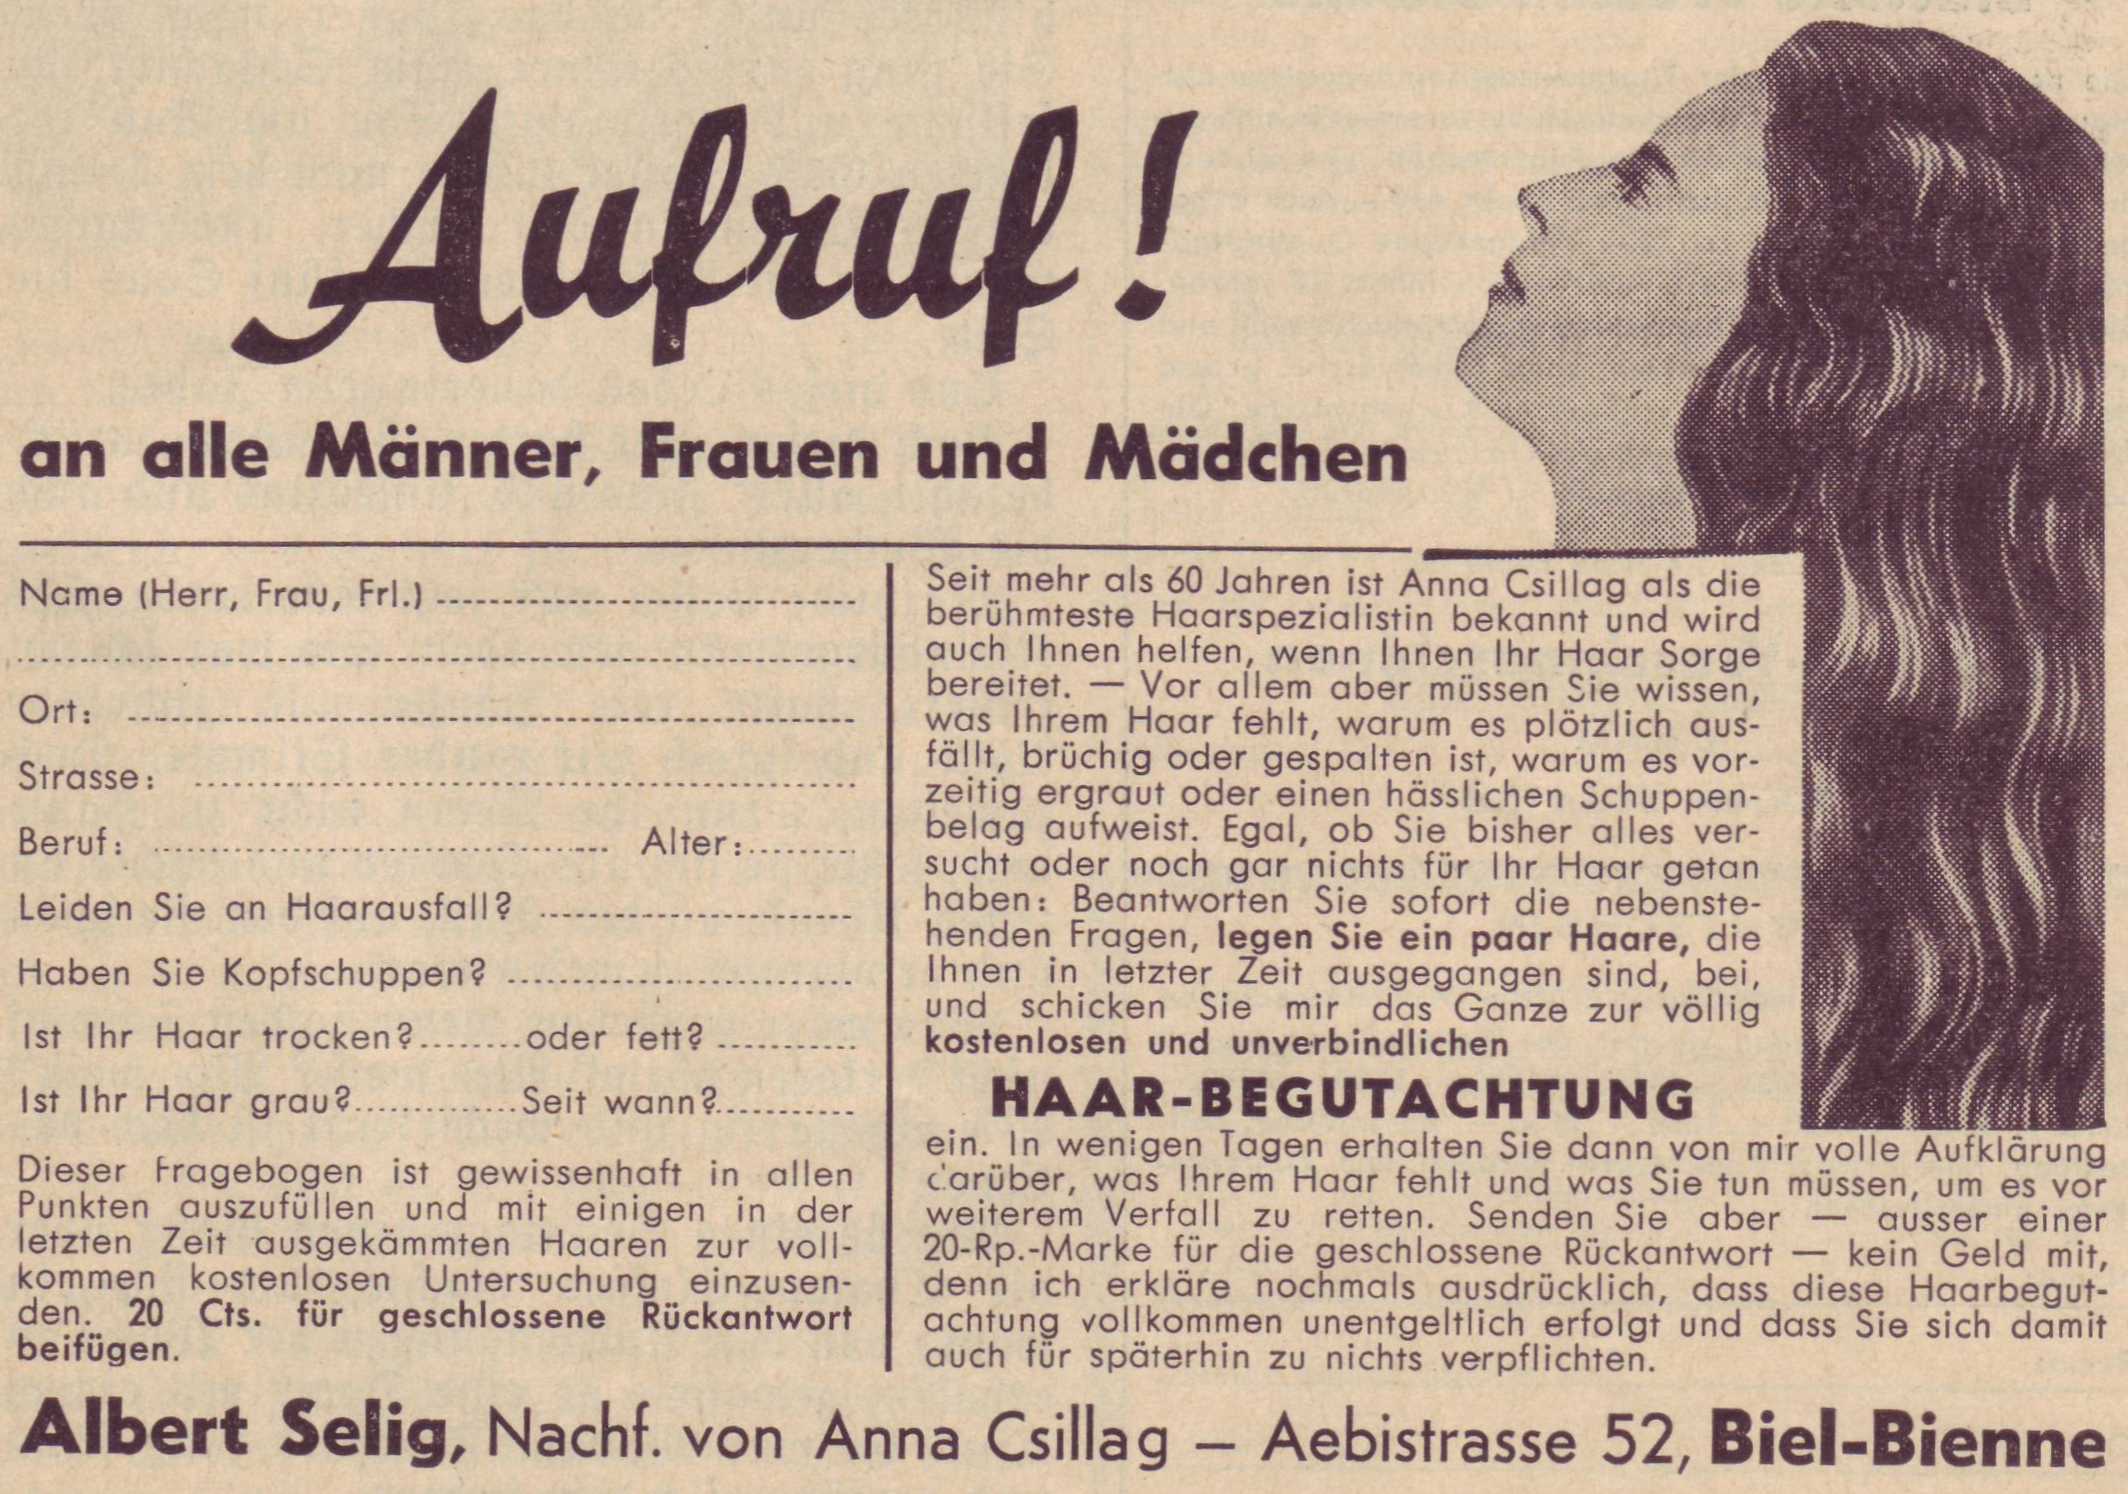 Aufruf!
an alle Männer, Frauen und Mädchen
Name (Herr, Frau, Frl.)
Ort:
Strasse:
Beruf: Alter:
Leiden Sie an Haarausfall?
Haben Sie Kopfschuppen?
Ist Ihr Haar trocken? oder fett?
Ist Ihr Haar grau? Seit wann?
Dieser Fragebogen ist gewissenhaft in allen
Punkten auszufüllen und mit einigen in der
letzten Zeit ausgekämmten Haaren zur voll-
kommen kostenlosen Untersuchung einzusen-
den. 20 Cts. für geschlossene Rückantwort
beifügen.
Seit mehr als 60 Jahren ist Anna Csillag als die
berühmteste Haarspezialistin bekannt und wird
auch Ihnen helfen, wenn Ihnen Ihr Haar Sorge
bereitet. — Vor allem aber müssen Sie wissen,
was Ihrem Haar fehlt, warum es plötzlich aus-
fällt, brüchig oder gespalten ist, warum es vor-
zeitig ergraut oder einen hässlichen Schuppen-
belag aufweist. Egal, ob Sie bisher alles ver-
sucht oder noch gar nichts für Ihr Haar getan
haben: Beantworten Sie sofort die nebenste-
henden Fragen, legen Sie ein paar Haare, die
Ihnen in letzter Zeit ausgegangen sind, bei,
und schicken Sie mir das Ganze zur völlig
kostenlosen und unverbindlichen
HAAR-BEGUTACHTUNG
ein. In wenigen Tagen erhalten Sie dann von mir volle Aufklärung
darüber, was Ihrem Haar fehlt und was Sie tun müssen, um es vor
weiterem Verfall zu retten. Senden Sie aber — ausser einer
20-Rp.-Marke für die geschlossene Rückantwort — kein Geld mit,
denn ich erkläre nochmals ausdrücklich, dass diese Haarbegut-
achtung vollkommen unentgeltlich erfolgt und dass Sie sich damit
auch für späterhin zu nichts verpflichten.
Albert Selig, Nachf. von Anna Csillag – Aebistrasse 52, Biel-Bienne